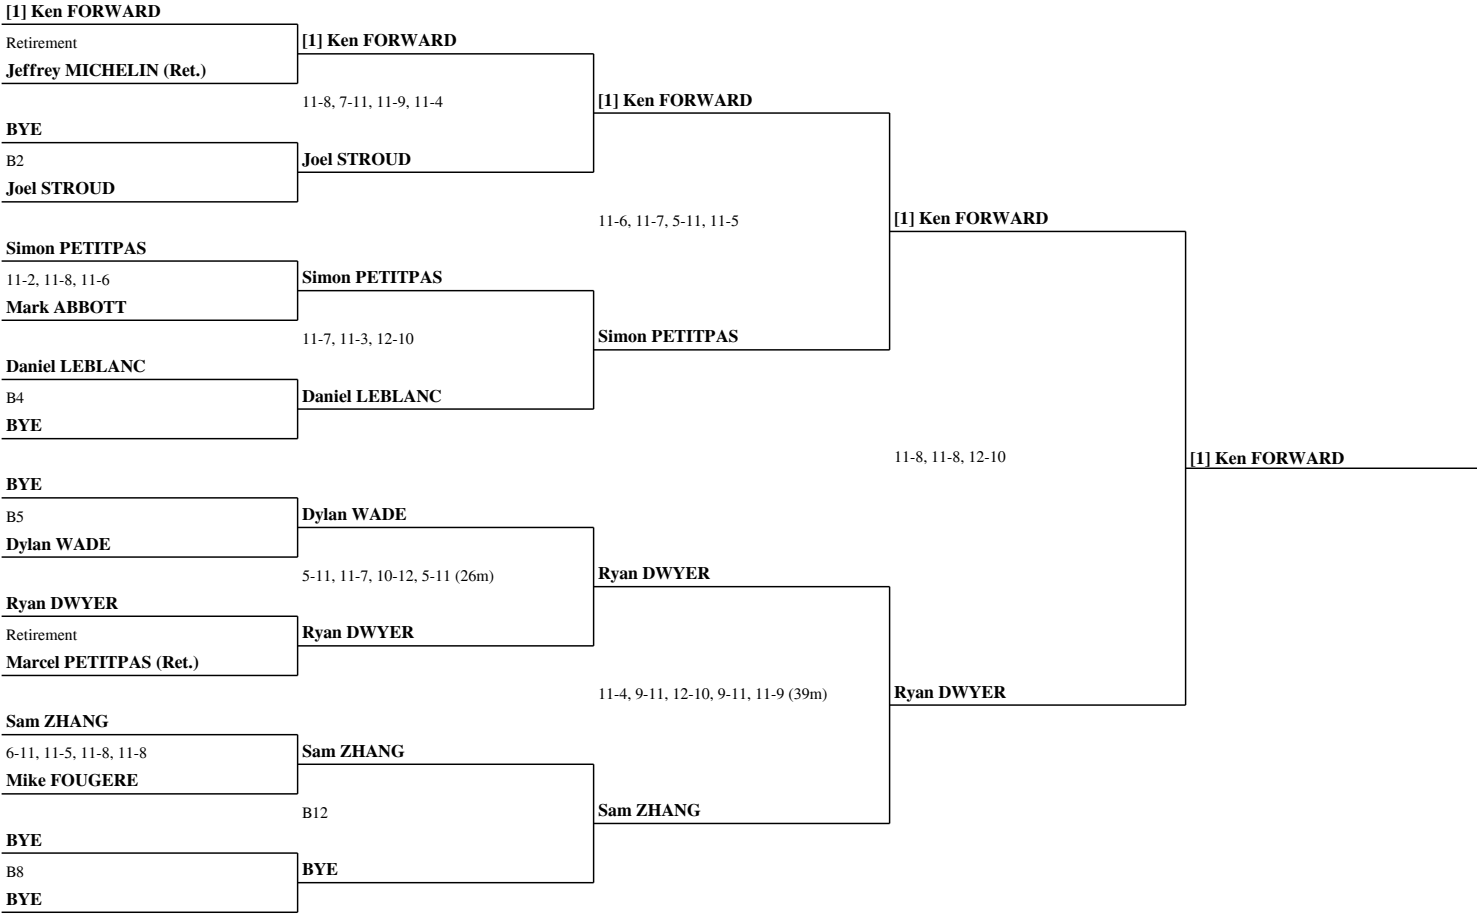 [1] Ken FORWARD
Retirement
Jeffrey MICHELIN (Ret.)
BYE
B2
Joel STROUD
Simon PETITPAS
11-2, 11-8, 11-6
Mark ABBOTT
Daniel LEBLANC
B4
BYE
BYE
B5
Dylan WADE
Ryan DWYER
Retirement
Marcel PETITPAS (Ret.)
Sam ZHANG
6-11, 11-5, 11-8, 11-8
Mike FOUGERE
BYE
B8
BYE
[1] Ken FORWARD
11-8, 7-11, 11-9, 11-4
Joel STROUD
Simon PETITPAS
11-7, 11-3, 12-10
Daniel LEBLANC
Dylan WADE
5-11, 11-7, 10-12, 5-11 (26m)
Ryan DWYER
Sam ZHANG
B12
BYE
[1] Ken FORWARD
11-6, 11-7, 5-11, 11-5
Simon PETITPAS
Ryan DWYER
11-4, 9-11, 12-10, 9-11, 11-9 (39m)
Sam ZHANG
[1] Ken FORWARD
11-8, 11-8, 12-10
Ryan DWYER
[1] Ken FORWARD